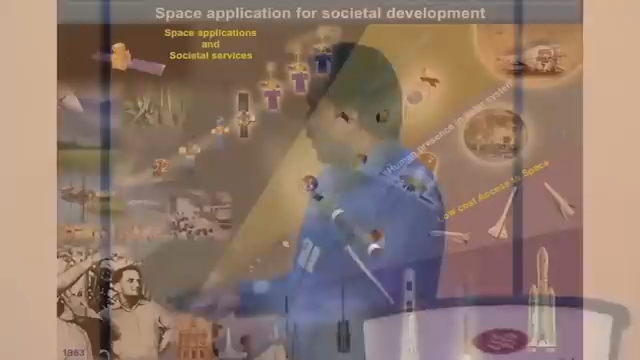 Space application for societal development
Space applications
and
Societal services
Human presence in solar system
Low cost Access to Space
1963